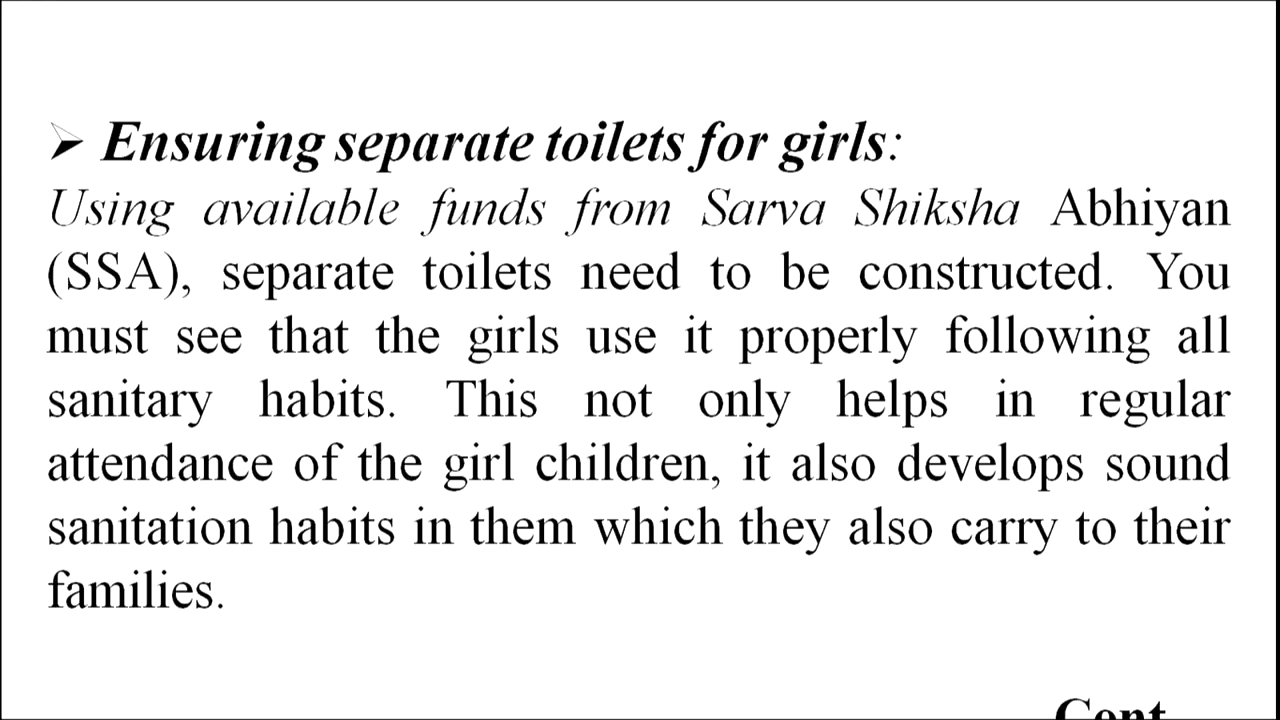 ➢ Ensuring separate toilets for girls:
Using available funds from Sarva Shiksha Abhiyan
(SSA), separate toilets need to be constructed. You
must see that the girls use it properly following all
sanitary habits. This not only helps in regular
attendance of the girl children, it also develops sound
sanitation habits in them which they also carry to their
families.
Cont